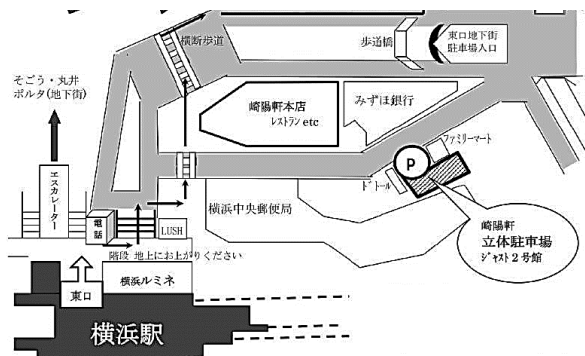 横断歩道
歩道橋
東口地下街
駐車場入口
そごう・丸井
ポルタ(地下街)
崎陽軒本店
レストラン etc
みずほ銀行
ファミリーマート
P
ドトール
エスカレーター
横浜中央郵便局
電話
LUSH
崎陽軒
立体駐車場
ジャスト2号館
階段 地上にお上がりください
横浜ルミネ
東口
横浜駅